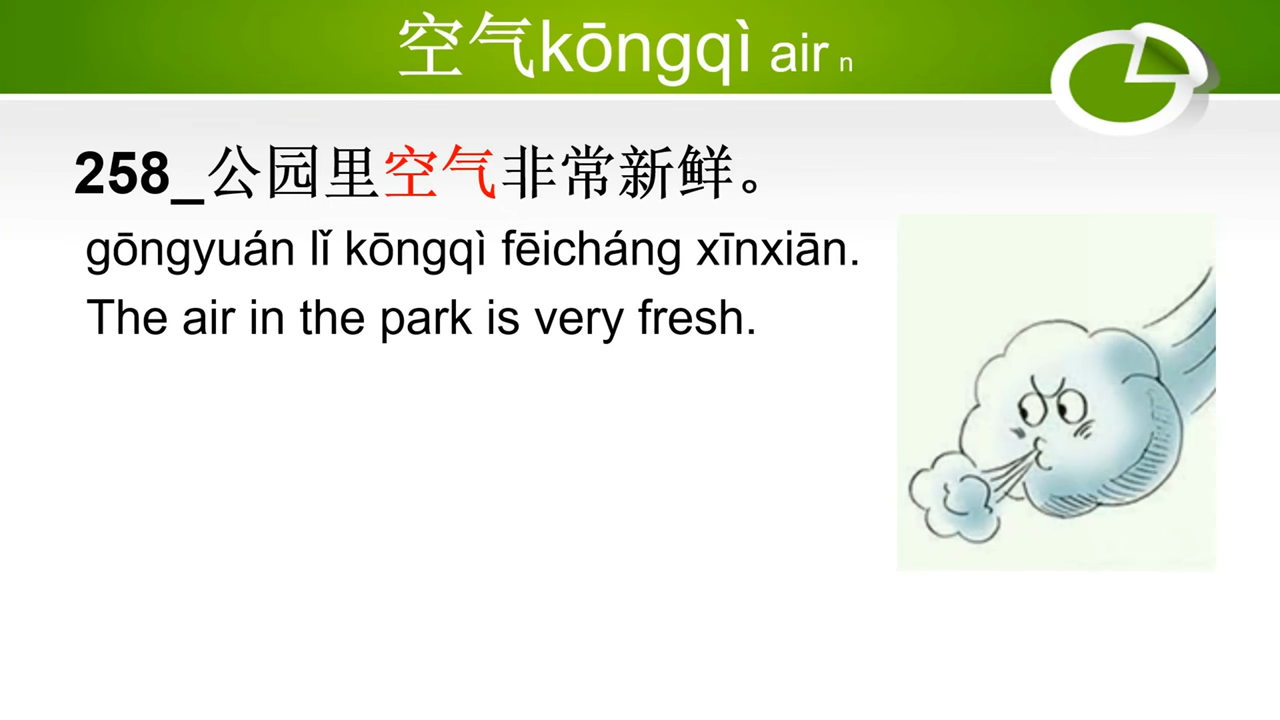 空气kōngqì air n
258_公园里空气非常新鲜。
gōngyuán lǐ kōngqì fēicháng xīnxiān.
The air in the park is very fresh.